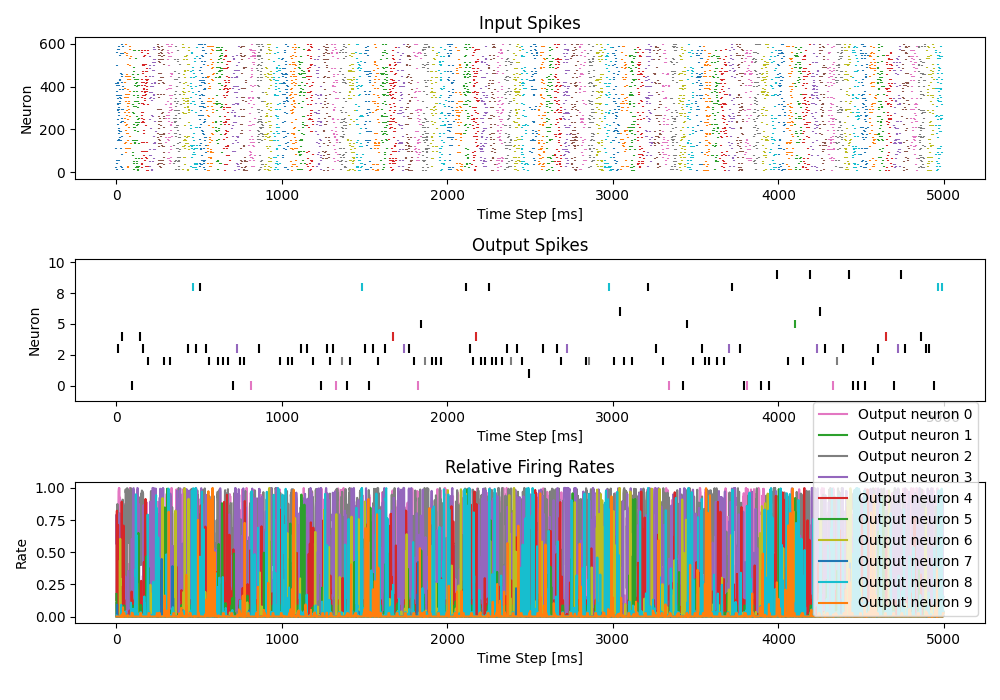 Input Spikes
600
400
200
0
Neuron
0 1000 2000 3000 4000 5000
Time Step [ms]
Output Spikes
10
8
5
2
0
Neuron
0 1000 2000 3000 4000 5000
Time Step [ms]
Relative Firing Rates
1.00
0.75
0.50
0.25
0.00
Rate
Output neuron 0
Output neuron 1
Output neuron 2
Output neuron 3
Output neuron 4
Output neuron 5
Output neuron 6
Output neuron 7
Output neuron 8
Output neuron 9
0 1000 2000 3000 4000 5000
Time Step [ms]